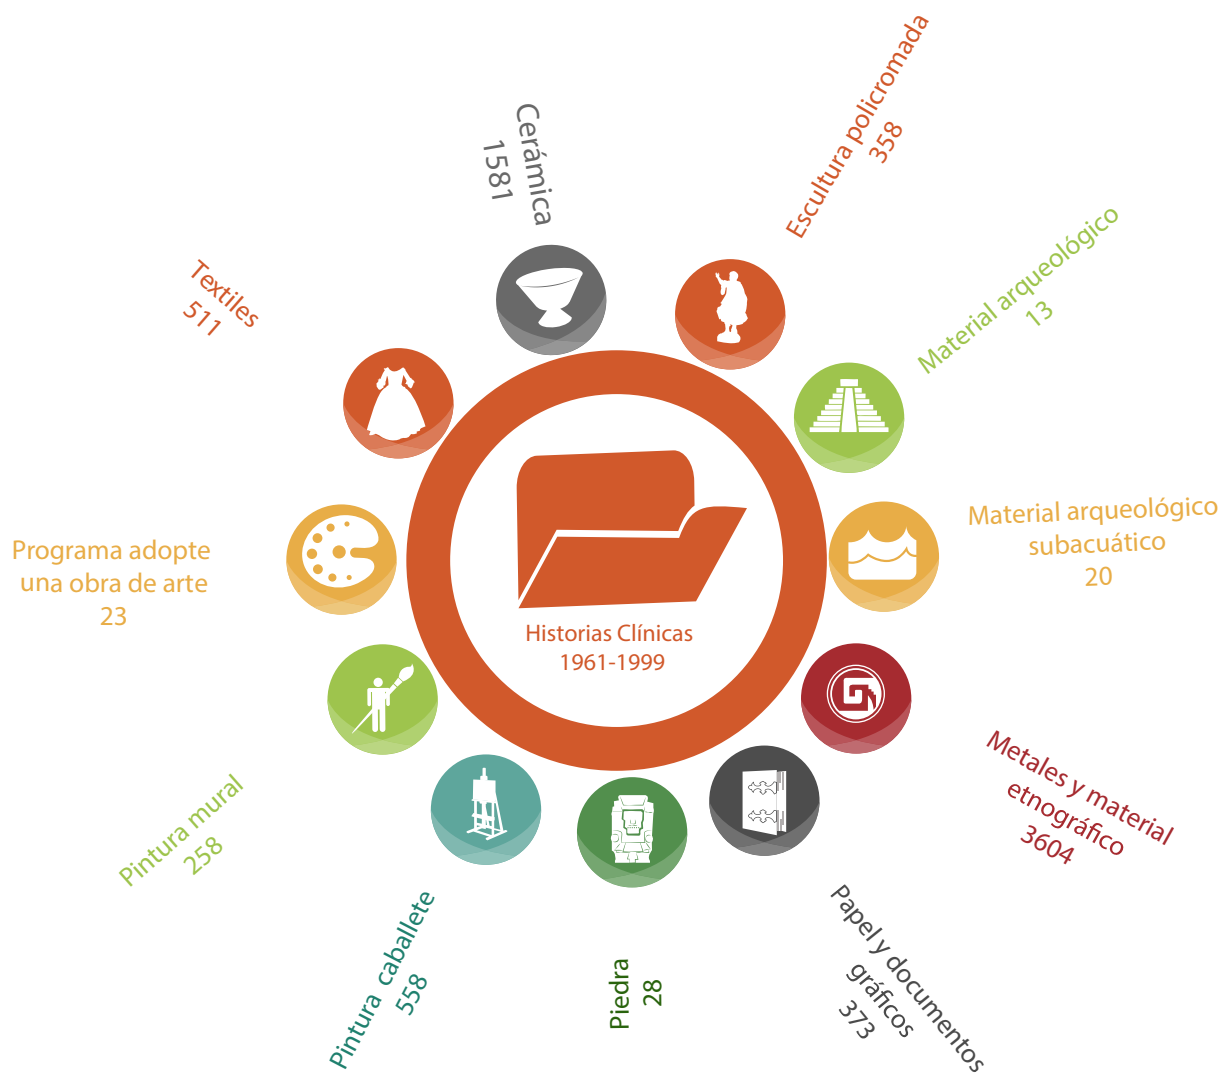 Cerámica
1581
Escultura policromada
358
Material arqueológico
13
Material arqueológico
subacuático
20
Metales y material
etnográfico
3604
Papel y documentos
gráficos
373
Piedra
28
Pintura caballete
558
Pintura mural
258
Programa adopte
una obra de arte
23
Textiles
511
Historias Clínicas
1961-1999